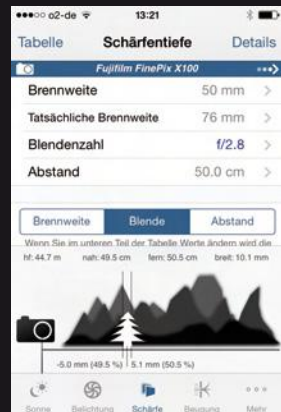 o2-de 13:21
Tabelle Schärfentiefe Details
Fujifilm FinePix X100
Brennweite 50 mm
Tatsächliche Brennweite 76 mm
Blendenzahl f/2.8
Abstand 50.0 cm
Brennweite Blende Abstand
Wenn Sie im unteren Teil der Tabelle Werte ändern wird die
hf: 44.7 m nah: 49.5 cm fern: 50.5 cm breit: 10.1 mm
-5.0 mm (49.5 %) 5.1 mm (50.5 %)
Sonne Belichtung Schärfe Beugung Mehr